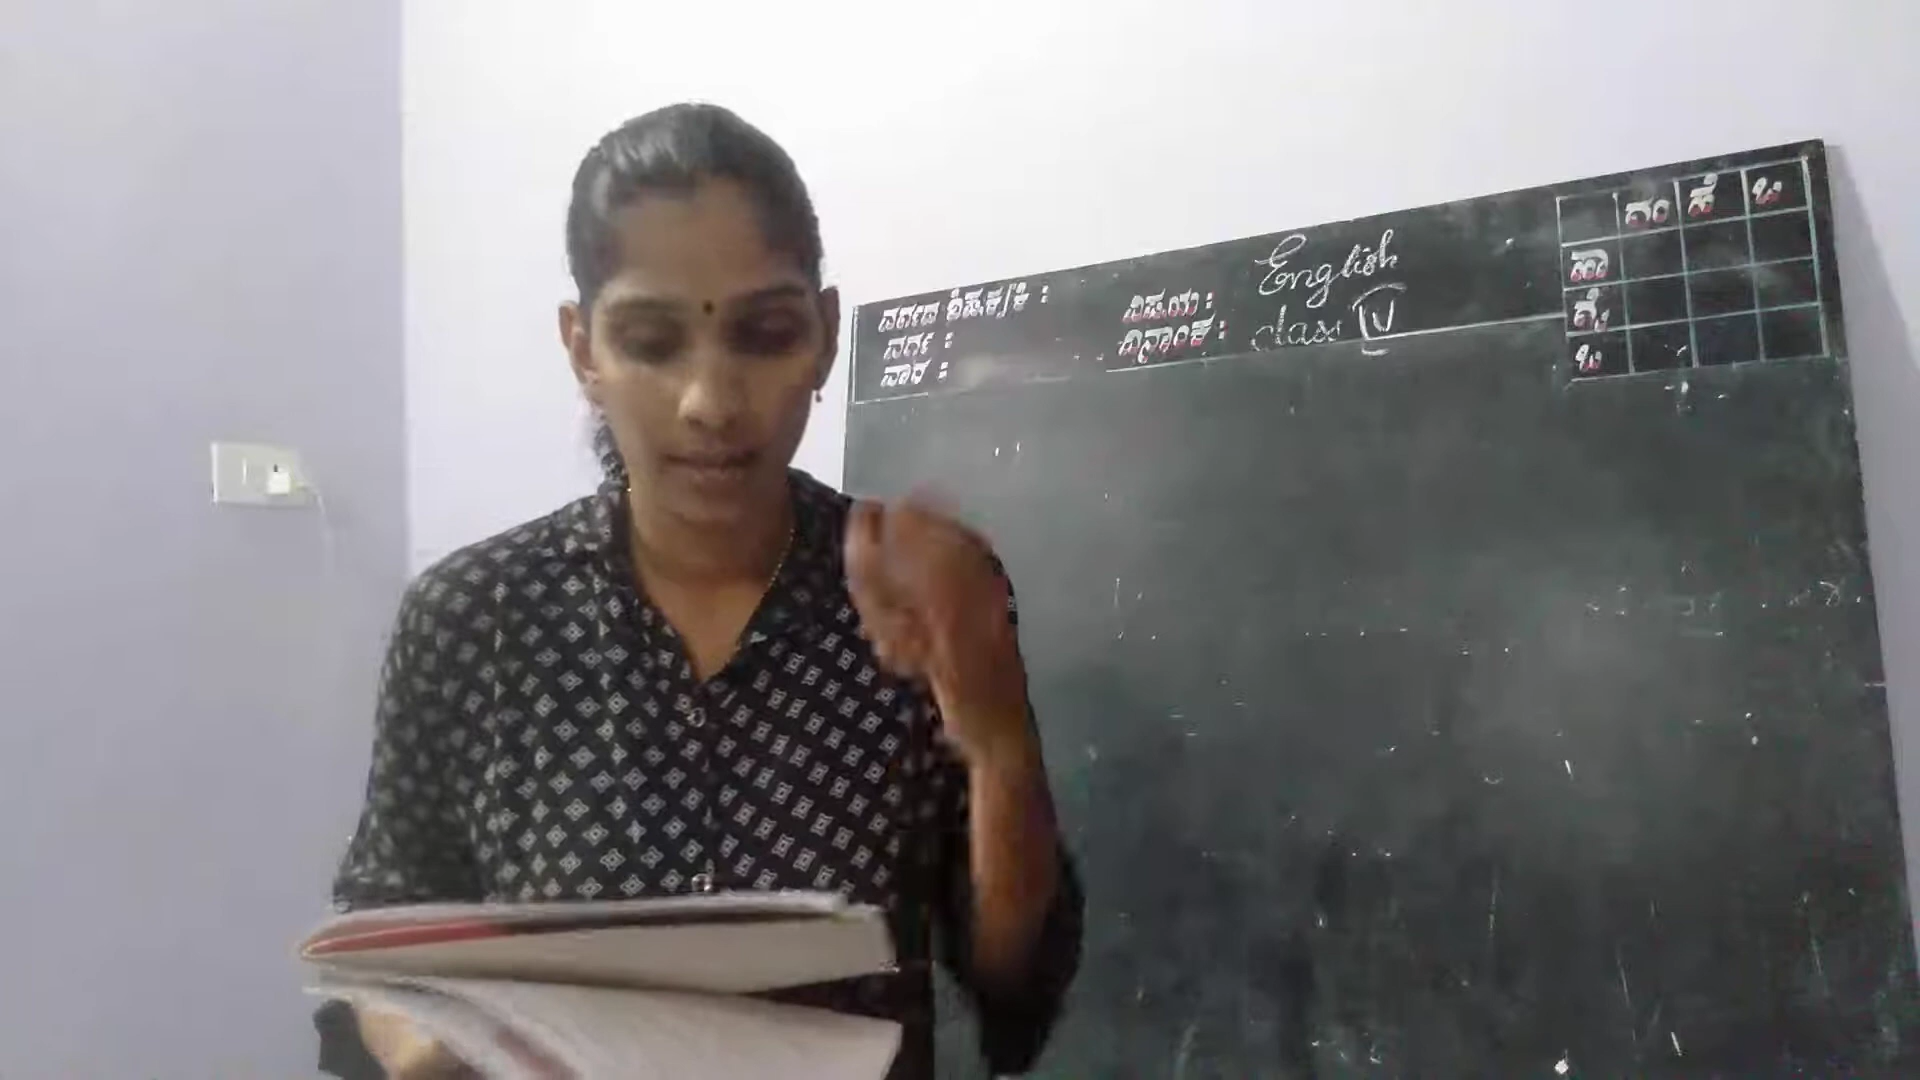 ವರ್ಗದ ಶಿಕ್ಷಕ/ಕಿ :
ವರ್ಗ :
ವಾರ :
ವಿಷಯ : English
ದಿನಾಂಕ : class IV
ದಾಂ ಹೆ ಒ
ಹಾ
ಗೈ
ಒ